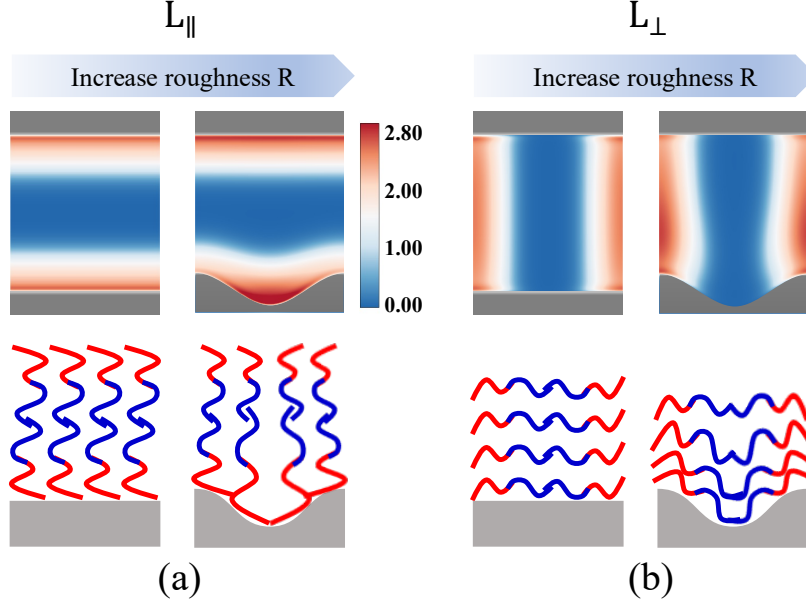 L∥
L⊥
Increase roughness R
Increase roughness R
2.80
2.00
1.00
0.00
(a)
(b)